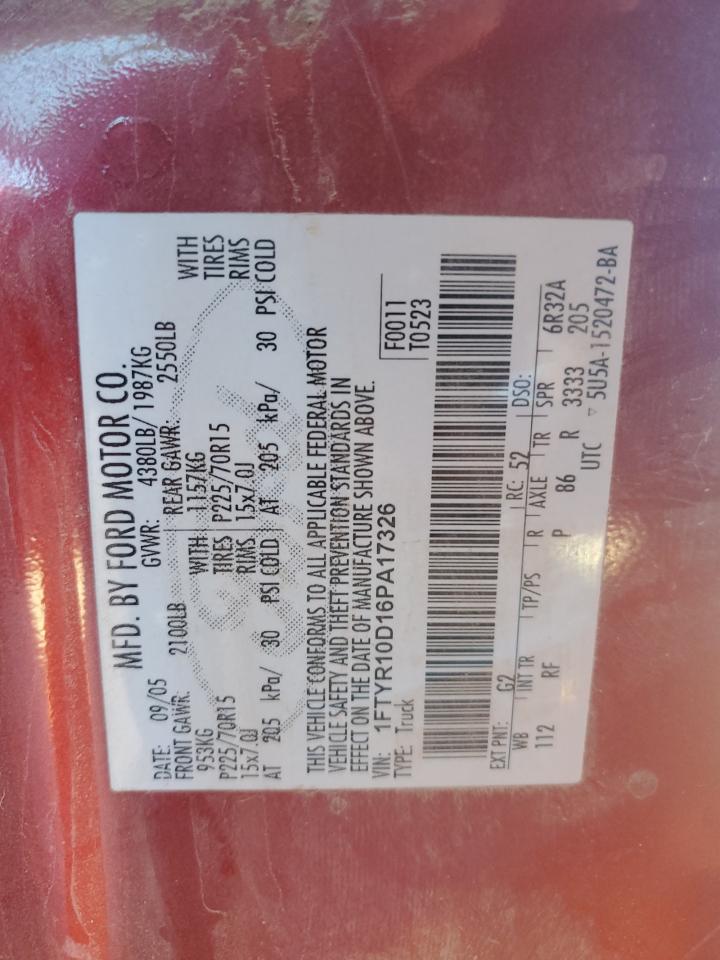 MFD. BY FORD MOTOR CO.
DATE: 09/05 GVWR: 4380LB/ 1987KG
FRONT GAWR: 2100LB REAR GAWR: 2550LB
953KG WITH 1157KG WITH
P225/70R15 TIRES P225/70R15 TIRES
15x7.0J RIMS 15x7.0J RIMS
AT 205 kPa/ 30 PSI COLD AT 205 kPa/ 30 PSI COLD
THIS VEHICLE CONFORMS TO ALL APPLICABLE FEDERAL MOTOR
VEHICLE SAFETY AND THEFT PREVENTION STANDARDS IN
EFFECT ON THE DATE OF MANUFACTURE SHOWN ABOVE.
VIN: 1FTYR10D16PA17326 F0011
TYPE: Truck T0523
EXT PNT: G2 RC: 52 DSO:
WB INT TR TP/PS R AXLE TR SPR 6R32A
112 RF P 86 R 3333 205
UTC ▽ 5U5A-1520472-BA